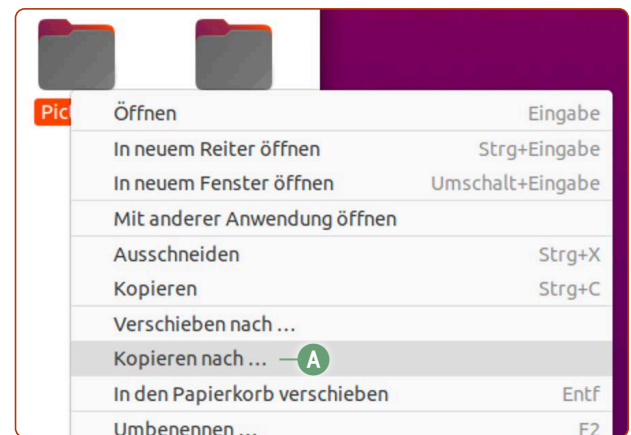 Pic
Öffnen Eingabe
In neuem Reiter öffnen Strg+Eingabe
In neuem Fenster öffnen Umschalt+Eingabe
Mit anderer Anwendung öffnen
Ausschneiden Strg+X
Kopieren Strg+C
Verschieben nach …
Kopieren nach … A
In den Papierkorb verschieben Entf
Umbenennen … F2